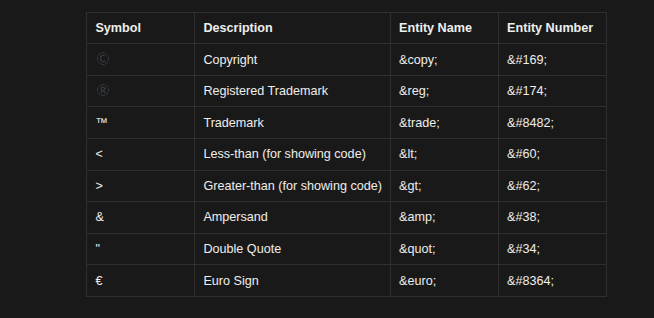 Symbol Description Entity Name Entity Number
© Copyright &copy; &#169;
® Registered Trademark &reg; &#174;
™ Trademark &trade; &#8482;
< Less-than (for showing code) &lt; &#60;
> Greater-than (for showing code) &gt; &#62;
& Ampersand &amp; &#38;
" Double Quote &quot; &#34;
€ Euro Sign &euro; &#8364;